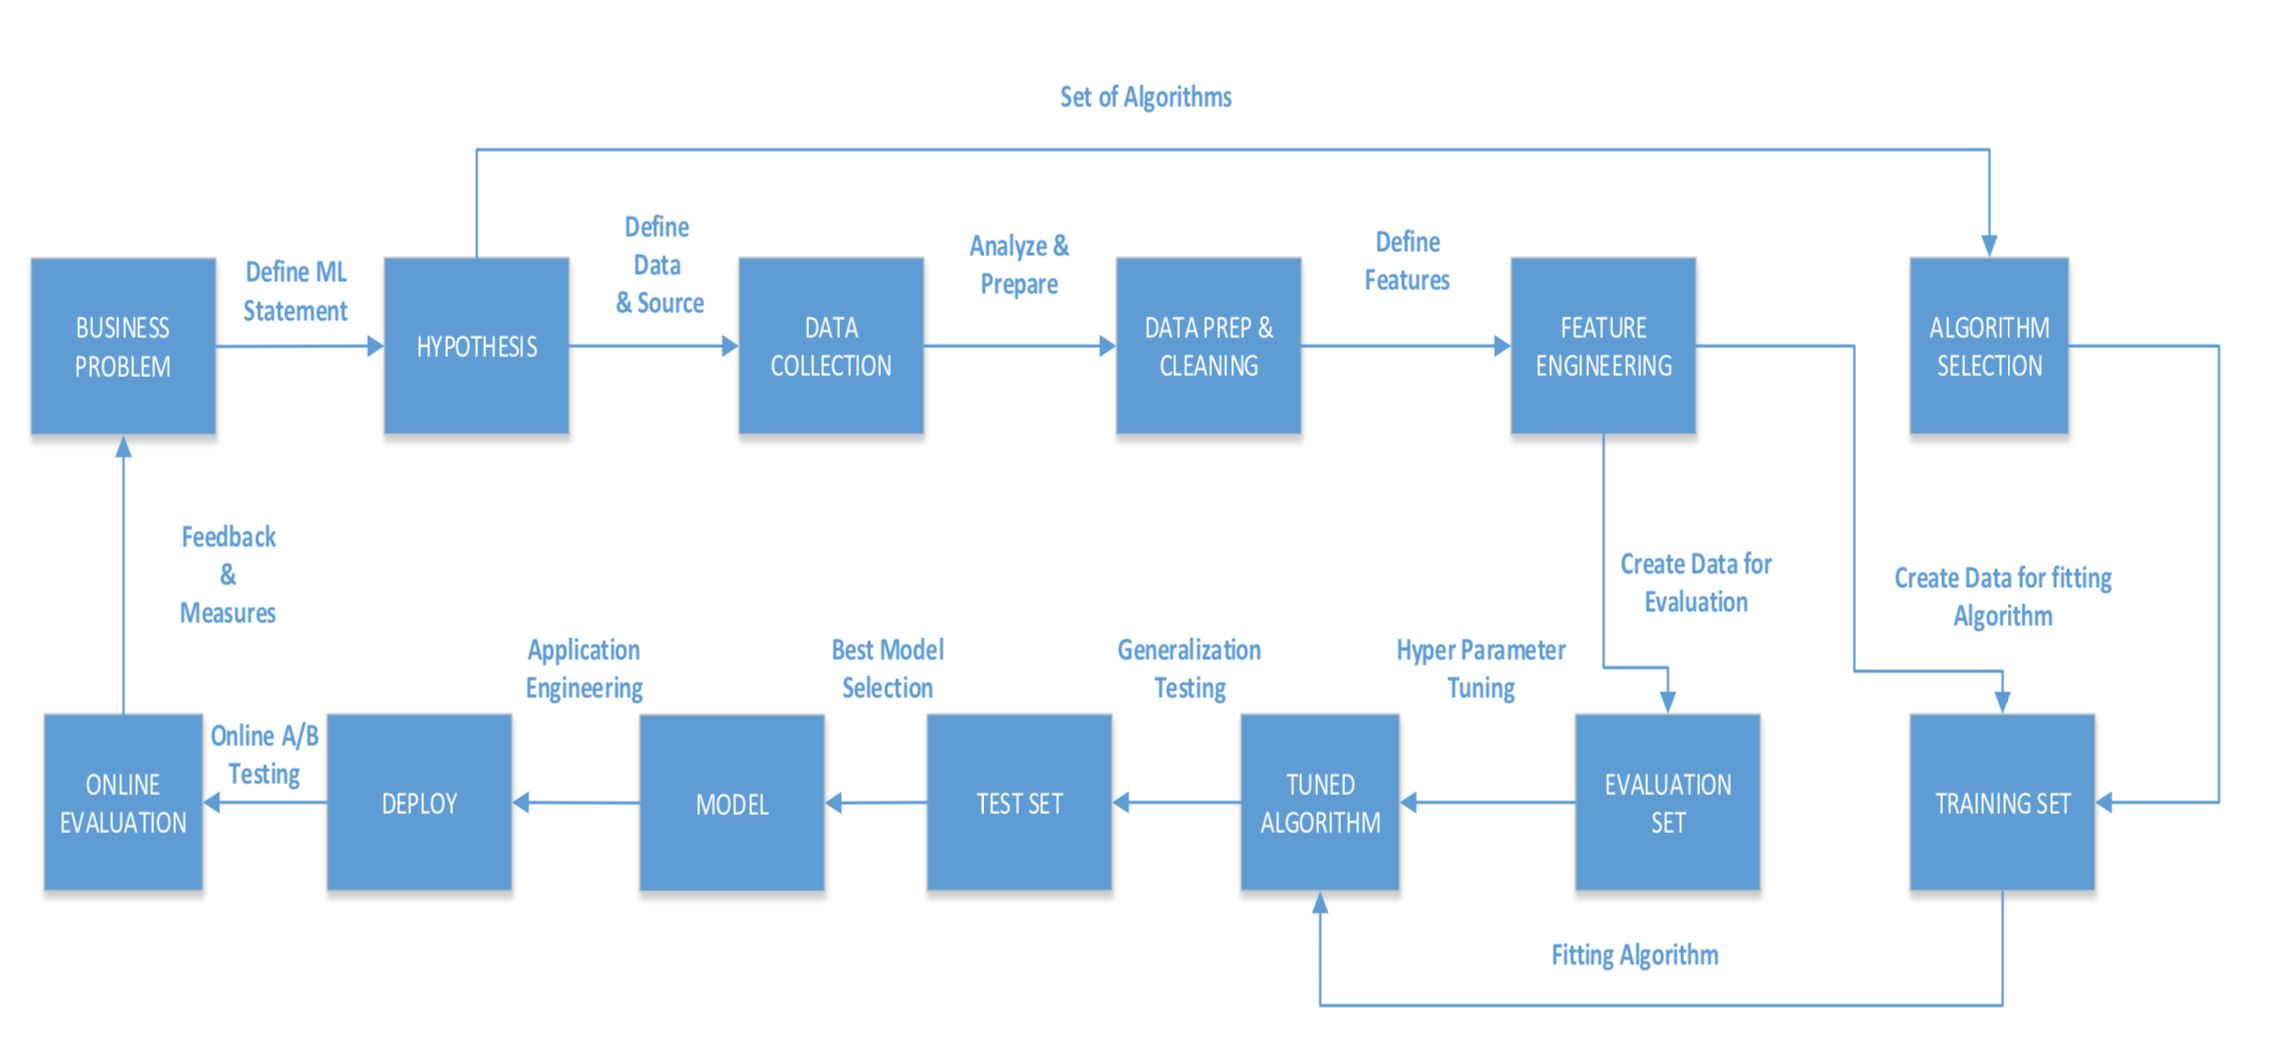 Set of Algorithms
Define ML
Statement
Define
Data
& Source
Analyze &
Prepare
Define
Features
BUSINESS
PROBLEM
HYPOTHESIS
DATA
COLLECTION
DATA PREP &
CLEANING
FEATURE
ENGINEERING
ALGORITHM
SELECTION
Feedback
&
Measures
Create Data for
Evaluation
Create Data for fitting
Algorithm
Application
Engineering
Best Model
Selection
Generalization
Testing
Hyper Parameter
Tuning
Online A/B
Testing
ONLINE
EVALUATION
DEPLOY
MODEL
TEST SET
TUNED
ALGORITHM
EVALUATION
SET
TRAINING SET
Fitting Algorithm